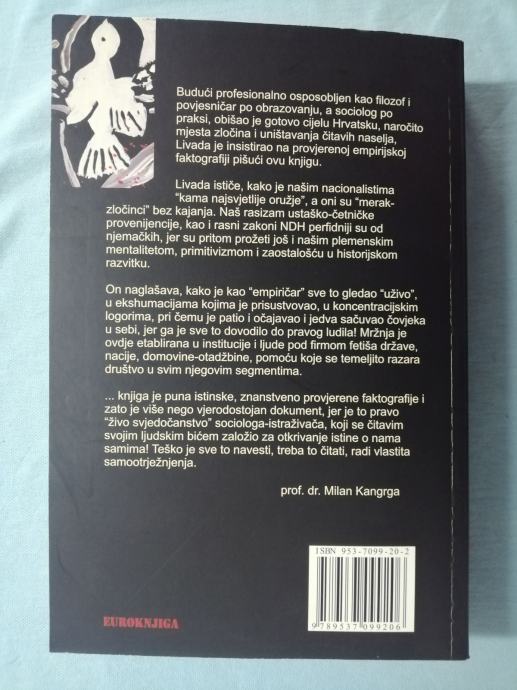 Budući profesionalno osposobljen kao filozof i
povjesničar po obrazovanju, a sociolog po
praksi, obišao je gotovo cijelu Hrvatsku, naročito
mjesta zločina i uništavanja čitavih naselja,
Livada je insistirao na provjerenoj empirijskoj
faktografiji pišući ovu knjigu.
Livada ističe, kako je našim nacionalistima
“kama najsvjetlije oružje”, a oni su “merak-
zločinci” bez kajanja. Naš rasizam ustaško-četničke
provenijencije, kao i rasni zakoni NDH perfidniji su od
njemačkih, jer su pritom prožeti još i našim plemenskim
mentalitetom, primitivizmom i zaostalošću u historijskom
razvitku.
On naglašava, kako je kao “empiričar” sve to gledao “uživo”,
u ekshumacijama kojima je prisustvovao, u koncentracijskim
logorima, pri čemu je patio i očajavao i jedva sačuvao čovjeka
u sebi, jer ga je sve to dovodilo do pravog ludila! Mržnja je
ovdje etablirana u institucije i ljude pod firmom fetiša države,
nacije, domovine-otadžbine, pomoću koje se temeljito razara
društvo u svim njegovim segmentima.
... knjiga je puna istinske, znanstveno provjerene faktografije i
zato je više nego vjerodostojan dokument, jer je to pravo
“živo svjedočanstvo” sociologa-istraživača, koji se čitavim
svojim ljudskim bićem založio za otkrivanje istine o nama
samima! Teško je sve to navesti, treba to čitati, radi vlastita
samootrježnjenja.
prof. dr. Milan Kangrga
ISBN 953-7099-20-2
9 789537 099206
EUROKNJIGA